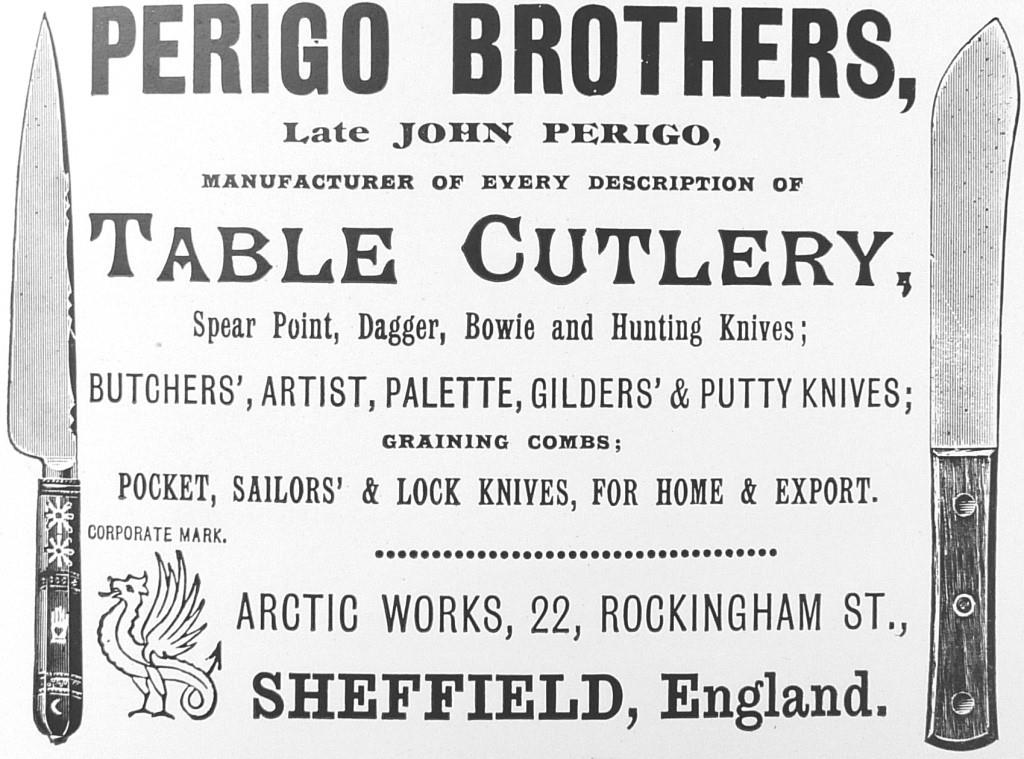 PERIGO BROTHERS,
Late JOHN PERIGO,
MANUFACTURER OF EVERY DESCRIPTION OF
TABLE CUTLERY,
Spear Point, Dagger, Bowie and Hunting Knives;
BUTCHERS', ARTIST, PALETTE, GILDERS' & PUTTY KNIVES;
GRAINING COMBS;
POCKET, SAILORS' & LOCK KNIVES, FOR HOME & EXPORT.
CORPORATE MARK.
ARCTIC WORKS, 22, ROCKINGHAM ST.,
SHEFFIELD, England.